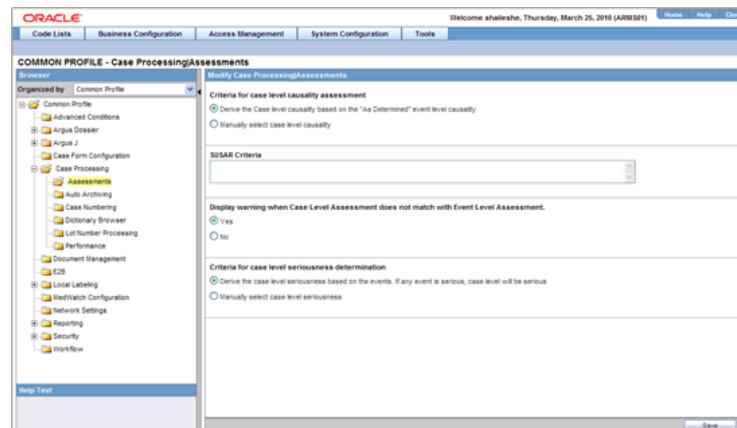 ORACLE
Welcome shaileshe, Thursday, March 25, 2010 (ARMS01)
Home Help Clo
Code Lists Business Configuration Access Management System Configuration Tools
COMMON PROFILE - Case Processing|Assessments
Browser
Organized by Common Profile
Common Profile
Advanced Conditions
Argus Dossier
Argus J
Case Form Configuration
Case Processing
Assessments
Auto Archiving
Case Numbering
Dictionary Browser
Lot Number Processing
Performance
Document Management
E2B
Local Labeling
MedWatch Configuration
Network Settings
Reporting
Security
Workflow
Help Text
Modify Case Processing|Assessments
Criteria for case level causality assessment
Derive the Case level causality based on the "As Determined" event level causality
Manually select case level causality
SUSAR Criteria
Display warning when Case Level Assessment does not match with Event Level Assessment.
Yes
No
Criteria for case level seriousness determination
Derive the case level seriousness based on the events. If any event is serious, case level will be serious
Manually select case level seriousness
Save